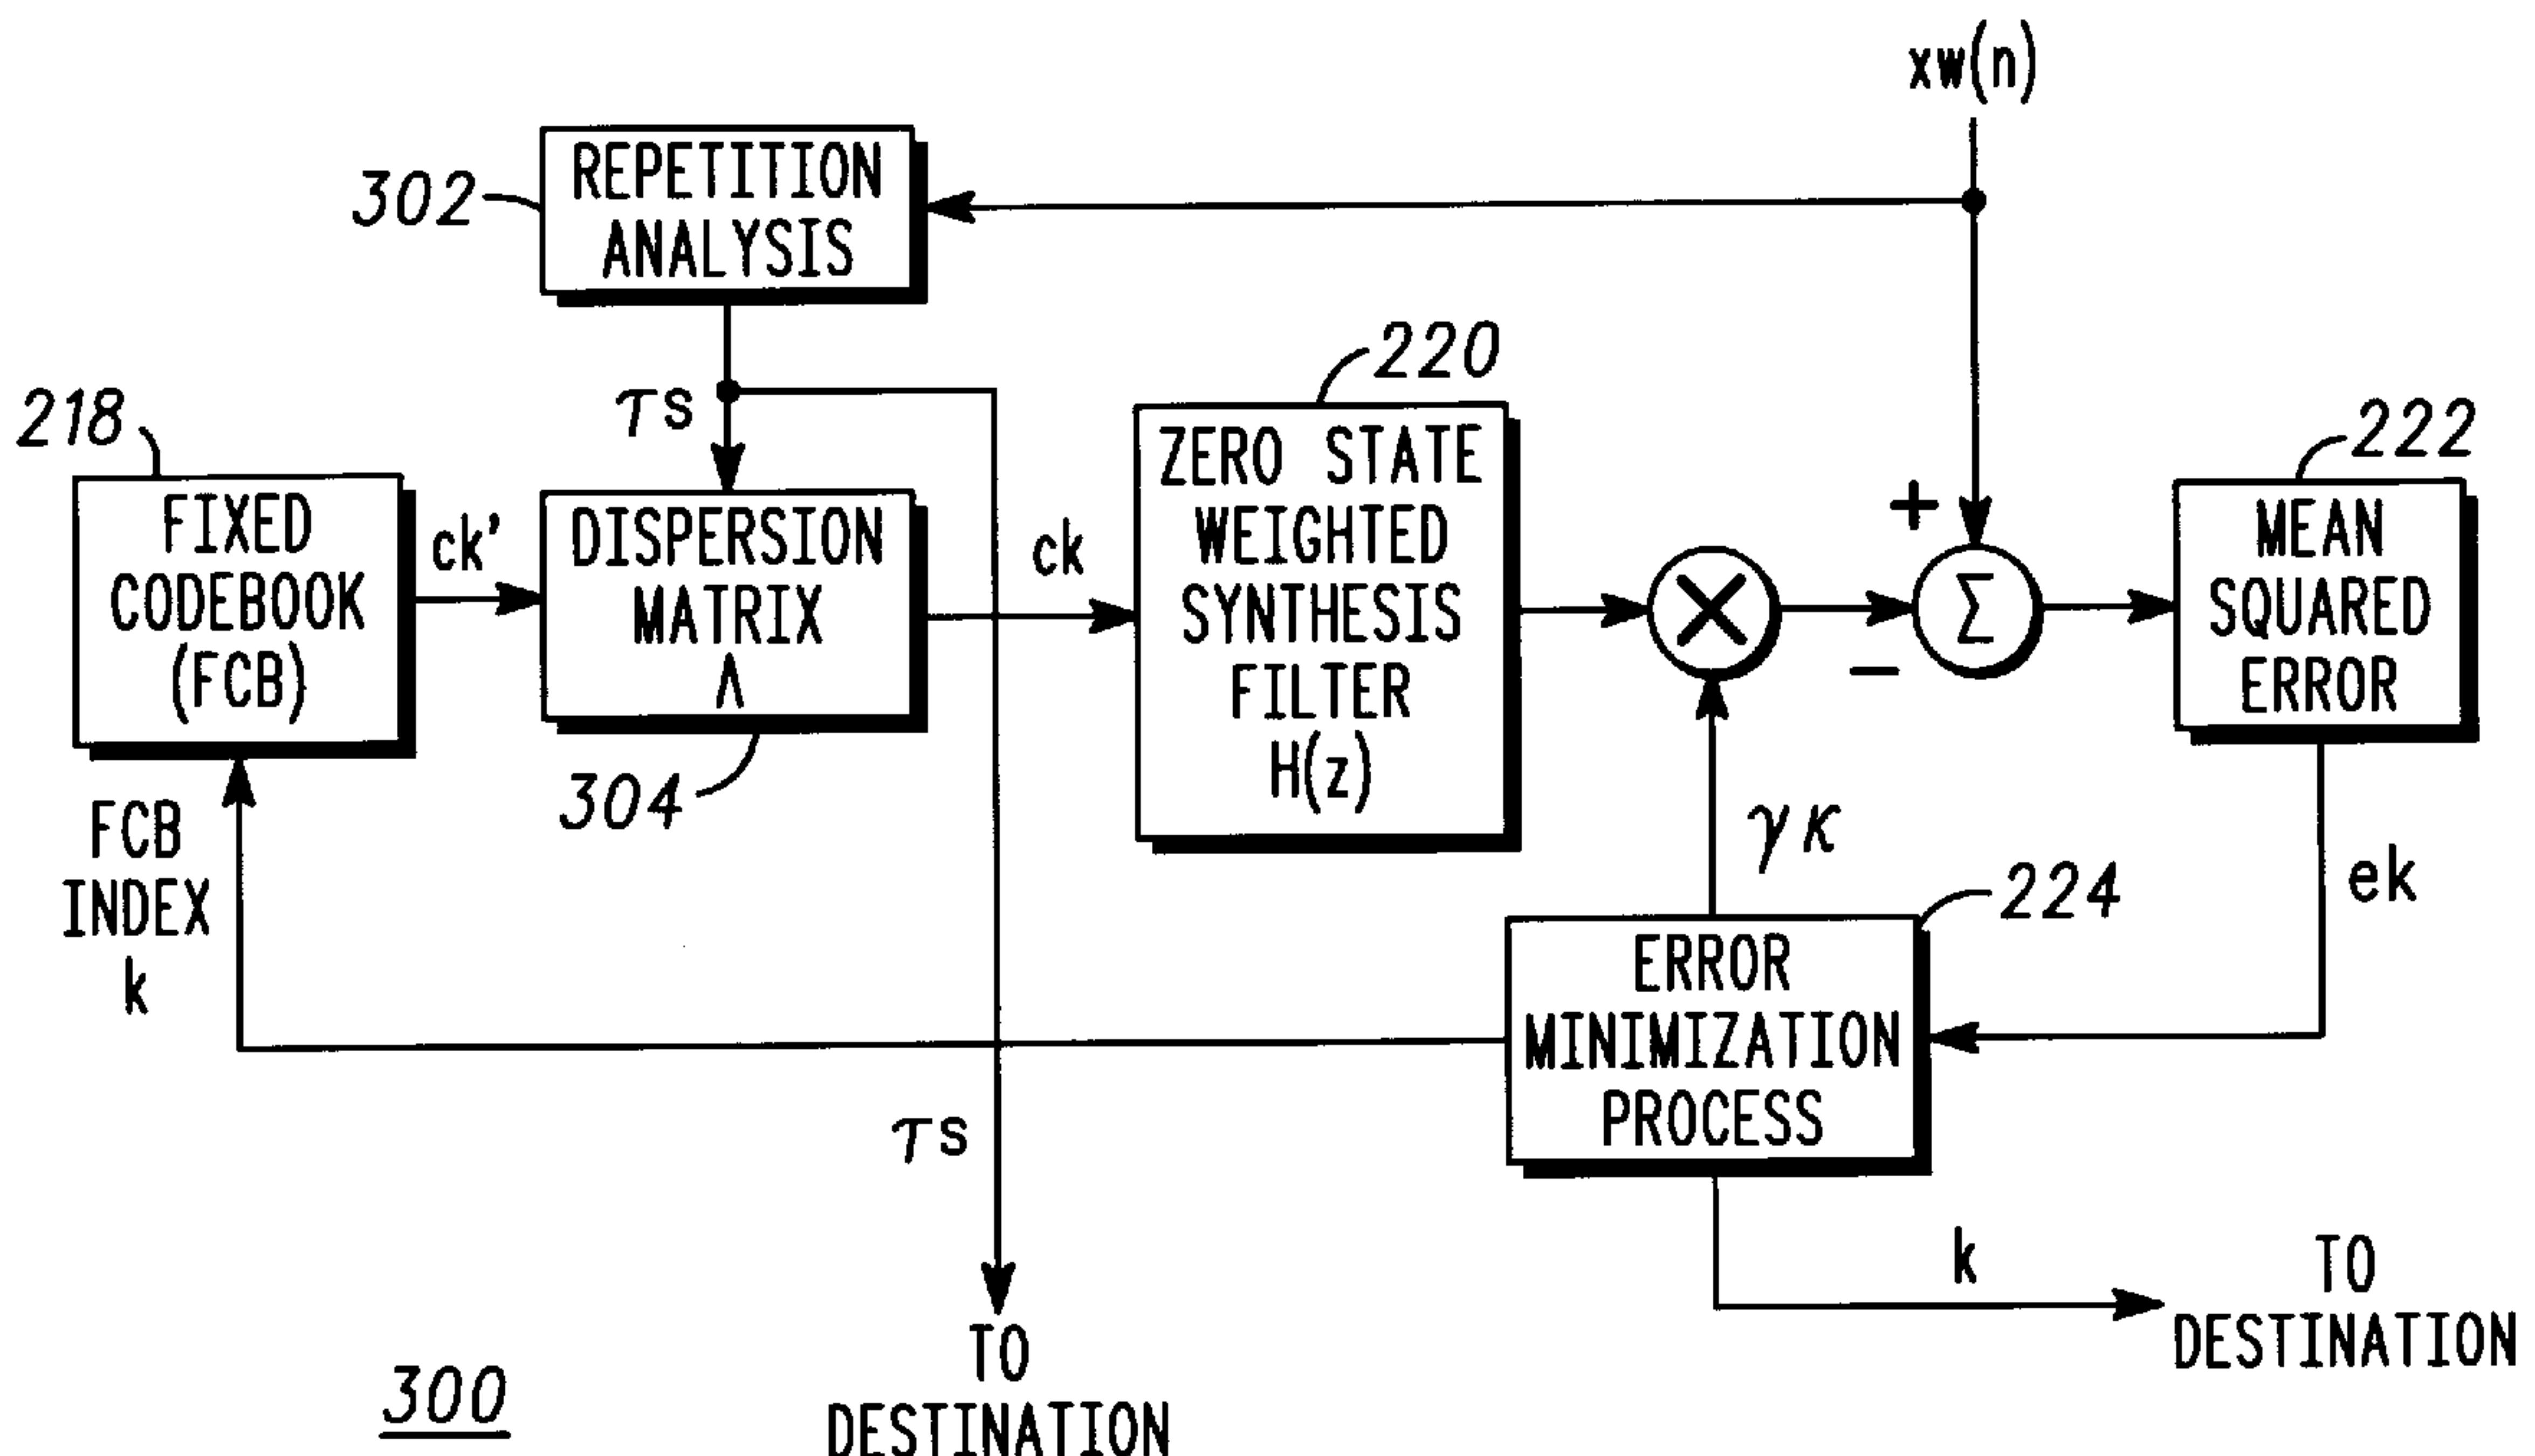 xw(n)
REPETITION
ANALYSIS
302
τs
218
FIXED
CODEBOOK
(FCB)
ck'
DISPERSION
MATRIX
Λ
304
ck
220
ZERO STATE
WEIGHTED
SYNTHESIS
FILTER
H(z)
+
−
×
Σ
222
MEAN
SQUARED
ERROR
ek
FCB
INDEX
k
γκ
224
ERROR
MINIMIZATION
PROCESS
τs
k
TO
DESTINATION
TO
DESTINATION
300